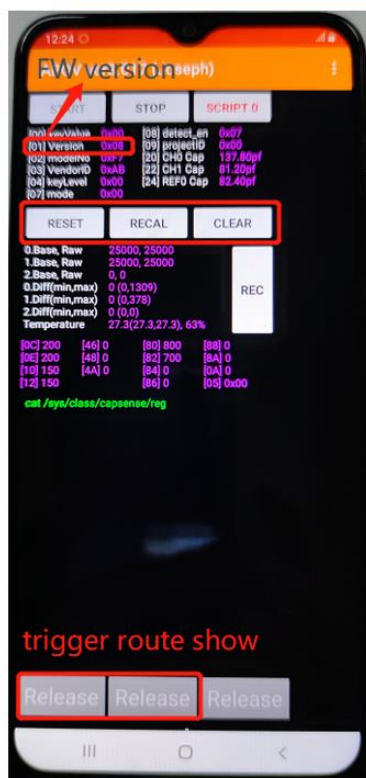 12:24
FW version
seph)
START STOP SCRIPT 0
[00] keyValue 0x00 [08] detect_en 0x07
[01] Version 0x08 [09] projectID 0x00
[02] modelNo 0xF7 [20] CH0 Cap 137.80pf
[03] VendorID 0xAB [22] CH1 Cap 81.20pf
[04] keyLevel 0x00 [24] REF0 Cap 82.40pf
[07] mode 0x00
RESET RECAL CLEAR
0.Base, Raw 25000, 25000
1.Base, Raw 25000, 25000
2.Base, Raw 0, 0
0.Diff(min,max) 0 (0,1309)
1.Diff(min,max) 0 (0,378)
2.Diff(min,max) 0 (0,0)
Temperature 27.3(27.3,27.3), 63%
REC
[0C] 200 [46] 0 [80] 800 [88] 0
[0E] 200 [48] 0 [82] 700 [8A] 0
[10] 150 [4A] 0 [84] 0 [0A] 0
[12] 150 [86] 0 [05] 0x00
cat /sys/class/capsense/reg
trigger route show
Release Release Release